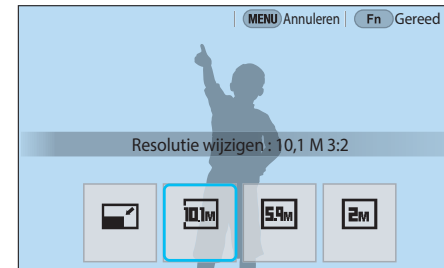 MENU Annuleren Fn Gereed
Resolutie wijzigen : 10,1 M 3:2
10.1M 5.9M 2M